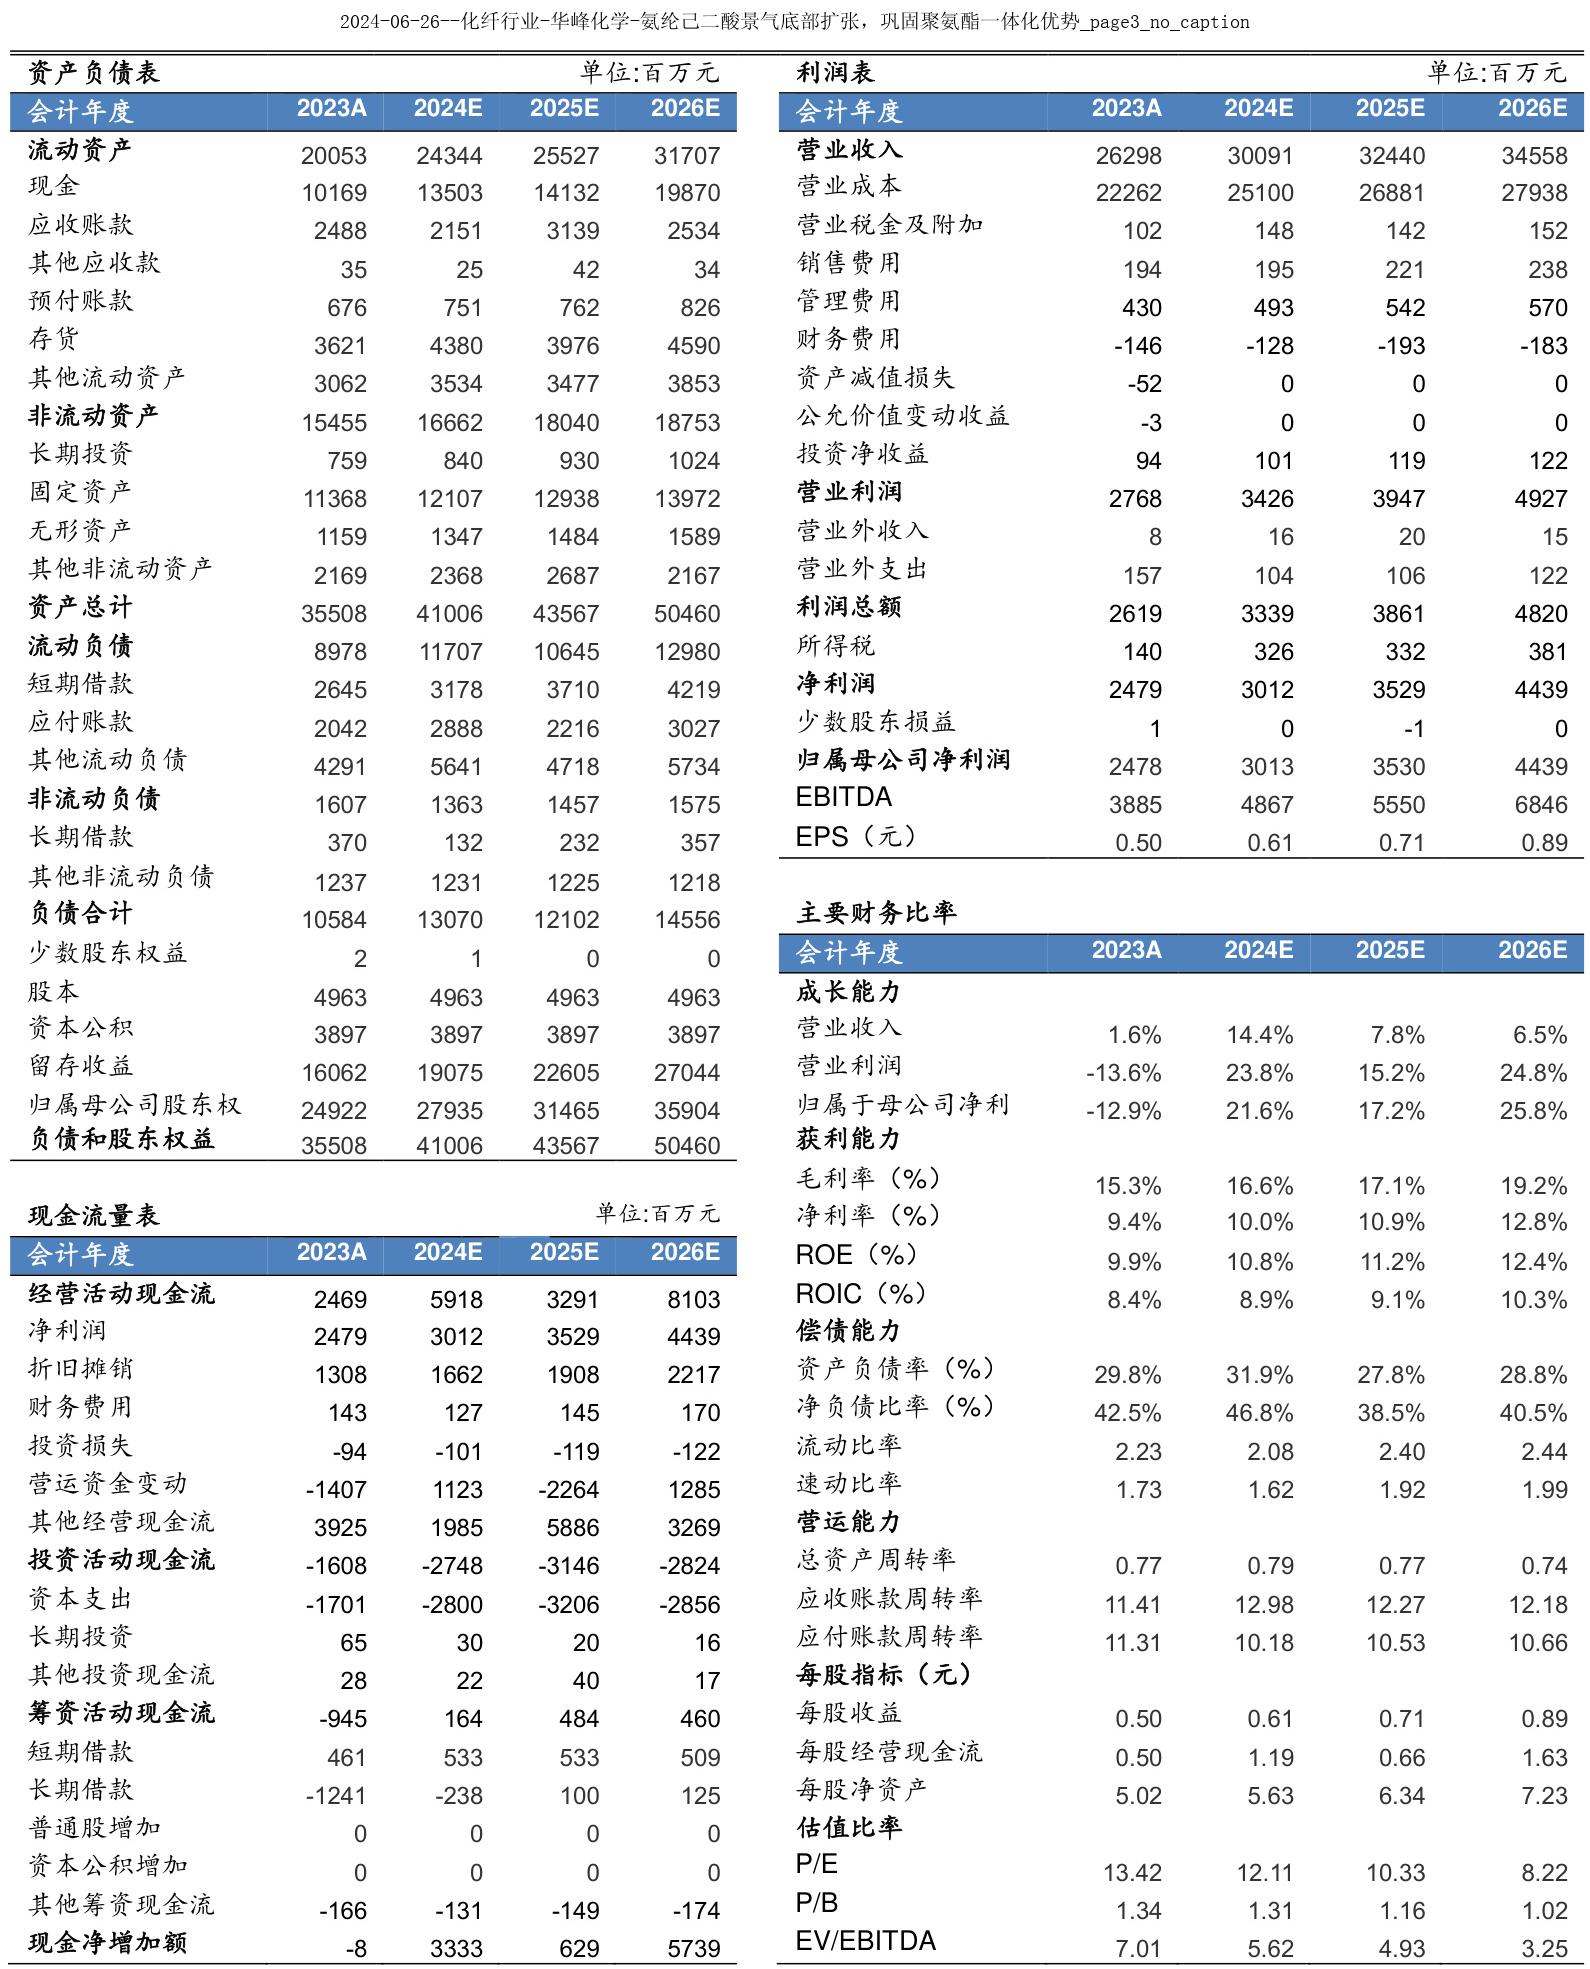 2024-06-26--化纤行业-华峰化学-氨纶己二酸景气底部扩张，巩固聚氨酯一体化优势_page3_no_caption
资产负债表 单位:百万元
会计年度 2023A 2024E 2025E 2026E
流动资产 20053 24344 25527 31707
现金 10169 13503 14132 19870
应收账款 2488 2151 3139 2534
其他应收款 35 25 42 34
预付账款 676 751 762 826
存货 3621 4380 3976 4590
其他流动资产 3062 3534 3477 3853
非流动资产 15455 16662 18040 18753
长期投资 759 840 930 1024
固定资产 11368 12107 12938 13972
无形资产 1159 1347 1484 1589
其他非流动资产 2169 2368 2687 2167
资产总计 35508 41006 43567 50460
流动负债 8978 11707 10645 12980
短期借款 2645 3178 3710 4219
应付账款 2042 2888 2216 3027
其他流动负债 4291 5641 4718 5734
非流动负债 1607 1363 1457 1575
长期借款 370 132 232 357
其他非流动负债 1237 1231 1225 1218
负债合计 10584 13070 12102 14556
少数股东权益 2 1 0 0
股本 4963 4963 4963 4963
资本公积 3897 3897 3897 3897
留存收益 16062 19075 22605 27044
归属母公司股东权 24922 27935 31465 35904
负债和股东权益 35508 41006 43567 50460
现金流量表 单位:百万元
会计年度 2023A 2024E 2025E 2026E
经营活动现金流 2469 5918 3291 8103
净利润 2479 3012 3529 4439
折旧摊销 1308 1662 1908 2217
财务费用 143 127 145 170
投资损失 -94 -101 -119 -122
营运资金变动 -1407 1123 -2264 1285
其他经营现金流 3925 1985 5886 3269
投资活动现金流 -1608 -2748 -3146 -2824
资本支出 -1701 -2800 -3206 -2856
长期投资 65 30 20 16
其他投资现金流 28 22 40 17
筹资活动现金流 -945 164 484 460
短期借款 461 533 533 509
长期借款 -1241 -238 100 125
普通股增加 0 0 0 0
资本公积增加 0 0 0 0
其他筹资现金流 -166 -131 -149 -174
现金净增加额 -8 3333 629 5739
利润表 单位:百万元
会计年度 2023A 2024E 2025E 2026E
营业收入 26298 30091 32440 34558
营业成本 22262 25100 26881 27938
营业税金及附加 102 148 142 152
销售费用 194 195 221 238
管理费用 430 493 542 570
财务费用 -146 -128 -193 -183
资产减值损失 -52 0 0 0
公允价值变动收益 -3 0 0 0
投资净收益 94 101 119 122
营业利润 2768 3426 3947 4927
营业外收入 8 16 20 15
营业外支出 157 104 106 122
利润总额 2619 3339 3861 4820
所得税 140 326 332 381
净利润 2479 3012 3529 4439
少数股东损益 1 0 -1 0
归属母公司净利润 2478 3013 3530 4439
EBITDA 3885 4867 5550 6846
EPS（元） 0.50 0.61 0.71 0.89
主要财务比率
会计年度 2023A 2024E 2025E 2026E
成长能力
营业收入 1.6% 14.4% 7.8% 6.5%
营业利润 -13.6% 23.8% 15.2% 24.8%
归属于母公司净利 -12.9% 21.6% 17.2% 25.8%
获利能力
毛利率（%） 15.3% 16.6% 17.1% 19.2%
净利率（%） 9.4% 10.0% 10.9% 12.8%
ROE（%） 9.9% 10.8% 11.2% 12.4%
ROIC（%） 8.4% 8.9% 9.1% 10.3%
偿债能力
资产负债率（%） 29.8% 31.9% 27.8% 28.8%
净负债比率（%） 42.5% 46.8% 38.5% 40.5%
流动比率 2.23 2.08 2.40 2.44
速动比率 1.73 1.62 1.92 1.99
营运能力
总资产周转率 0.77 0.79 0.77 0.74
应收账款周转率 11.41 12.98 12.27 12.18
应付账款周转率 11.31 10.18 10.53 10.66
每股指标（元）
每股收益 0.50 0.61 0.71 0.89
每股经营现金流 0.50 1.19 0.66 1.63
每股净资产 5.02 5.63 6.34 7.23
估值比率
P/E 13.42 12.11 10.33 8.22
P/B 1.34 1.31 1.16 1.02
EV/EBITDA 7.01 5.62 4.93 3.25